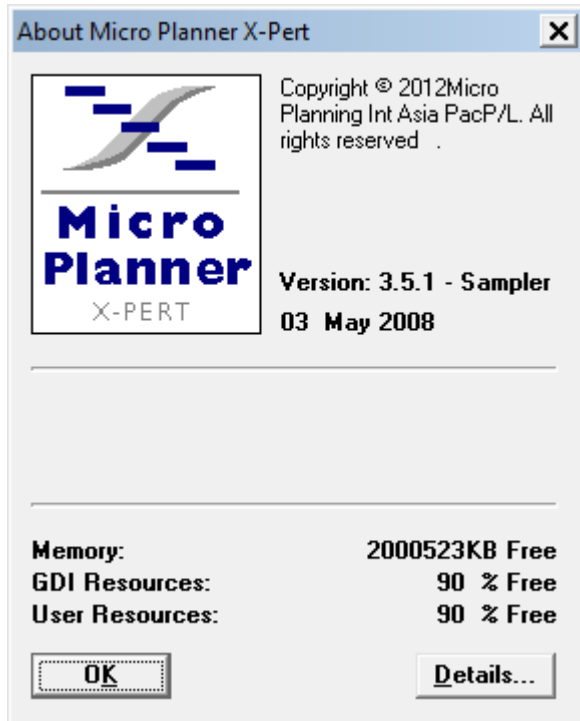 About Micro Planner X-Pert
Copyright © 2012Micro
Planning Int Asia PacP/L. All
rights reserved .
Micro
Planner
X-PERT
Version: 3.5.1 - Sampler
03 May 2008
Memory: 2000523KB Free
GDI Resources: 90 % Free
User Resources: 90 % Free
OK Details...